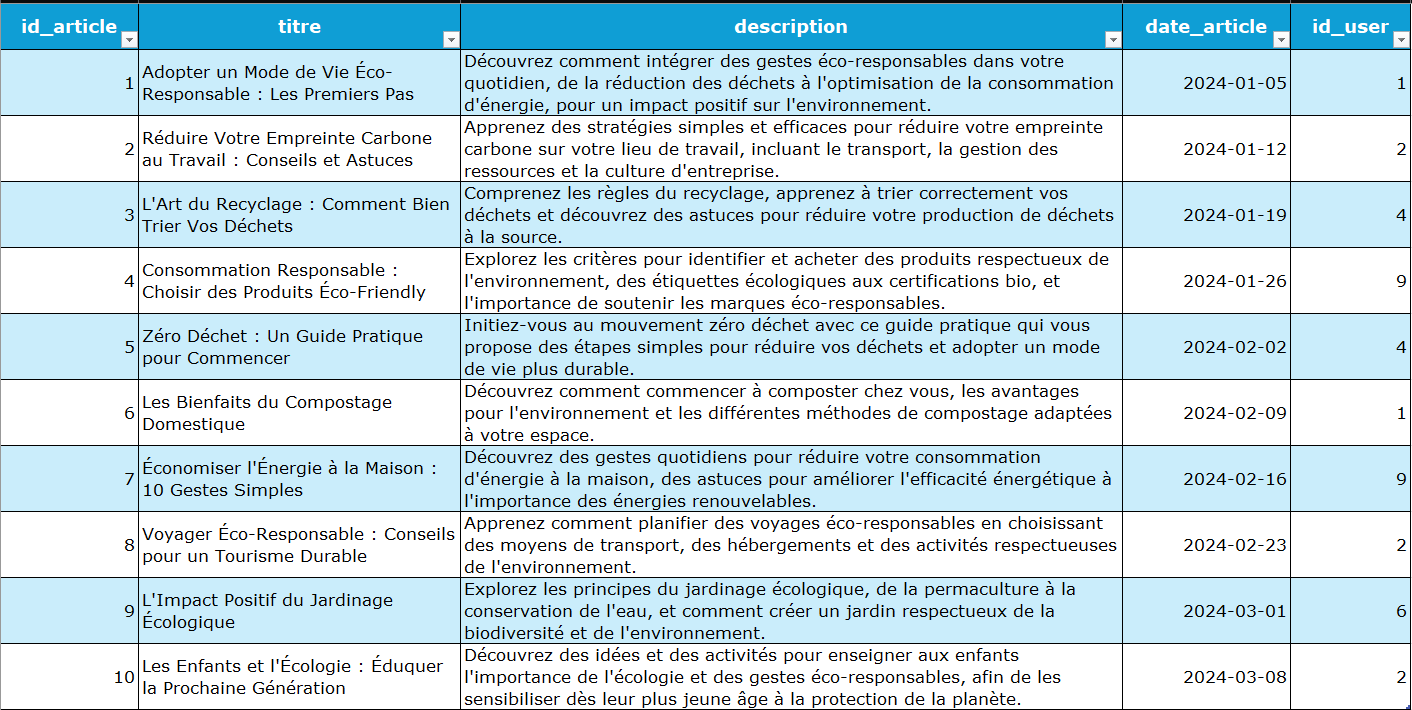 id_article titre description date_article id_user
1 Adopter un Mode de Vie Éco-
Responsable : Les Premiers Pas
Découvrez comment intégrer des gestes éco-responsables dans votre
quotidien, de la réduction des déchets à l'optimisation de la consommation
d'énergie, pour un impact positif sur l'environnement.
2024-01-05 1
2 Réduire Votre Empreinte Carbone
au Travail : Conseils et Astuces
Apprenez des stratégies simples et efficaces pour réduire votre empreinte
carbone sur votre lieu de travail, incluant le transport, la gestion des
ressources et la culture d'entreprise.
2024-01-12 2
3 L'Art du Recyclage : Comment Bien
Trier Vos Déchets
Comprenez les règles du recyclage, apprenez à trier correctement vos
déchets et découvrez des astuces pour réduire votre production de déchets
à la source.
2024-01-19 4
4 Consommation Responsable :
Choisir des Produits Éco-Friendly
Explorez les critères pour identifier et acheter des produits respectueux de
l'environnement, des étiquettes écologiques aux certifications bio, et
l'importance de soutenir les marques éco-responsables.
2024-01-26 9
5 Zéro Déchet : Un Guide Pratique
pour Commencer
Initiez-vous au mouvement zéro déchet avec ce guide pratique qui vous
propose des étapes simples pour réduire vos déchets et adopter un mode
de vie plus durable.
2024-02-02 4
6 Les Bienfaits du Compostage
Domestique
Découvrez comment commencer à composter chez vous, les avantages
pour l'environnement et les différentes méthodes de compostage adaptées
à votre espace.
2024-02-09 1
7 Économiser l'Énergie à la Maison :
10 Gestes Simples
Découvrez des gestes quotidiens pour réduire votre consommation
d'énergie à la maison, des astuces pour améliorer l'efficacité énergétique à
l'importance des énergies renouvelables.
2024-02-16 9
8 Voyager Éco-Responsable : Conseils
pour un Tourisme Durable
Apprenez comment planifier des voyages éco-responsables en choisissant
des moyens de transport, des hébergements et des activités respectueuses
de l'environnement.
2024-02-23 2
9 L'Impact Positif du Jardinage
Écologique
Explorez les principes du jardinage écologique, de la permaculture à la
conservation de l'eau, et comment créer un jardin respectueux de la
biodiversité et de l'environnement.
2024-03-01 6
10 Les Enfants et l'Écologie : Éduquer
la Prochaine Génération
Découvrez des idées et des activités pour enseigner aux enfants
l'importance de l'écologie et des gestes éco-responsables, afin de les
sensibiliser dès leur plus jeune âge à la protection de la planète.
2024-03-08 2